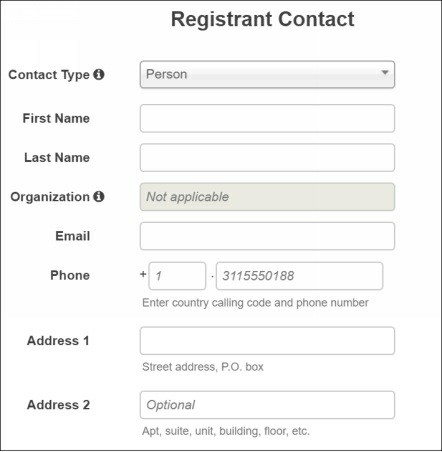 Registrant Contact
Contact Type Person
First Name
Last Name
Organization Not applicable
Email
Phone + 1 . 3115550188
Enter country calling code and phone number
Address 1
Street address, P.O. box
Address 2 Optional
Apt, suite, unit, building, floor, etc.